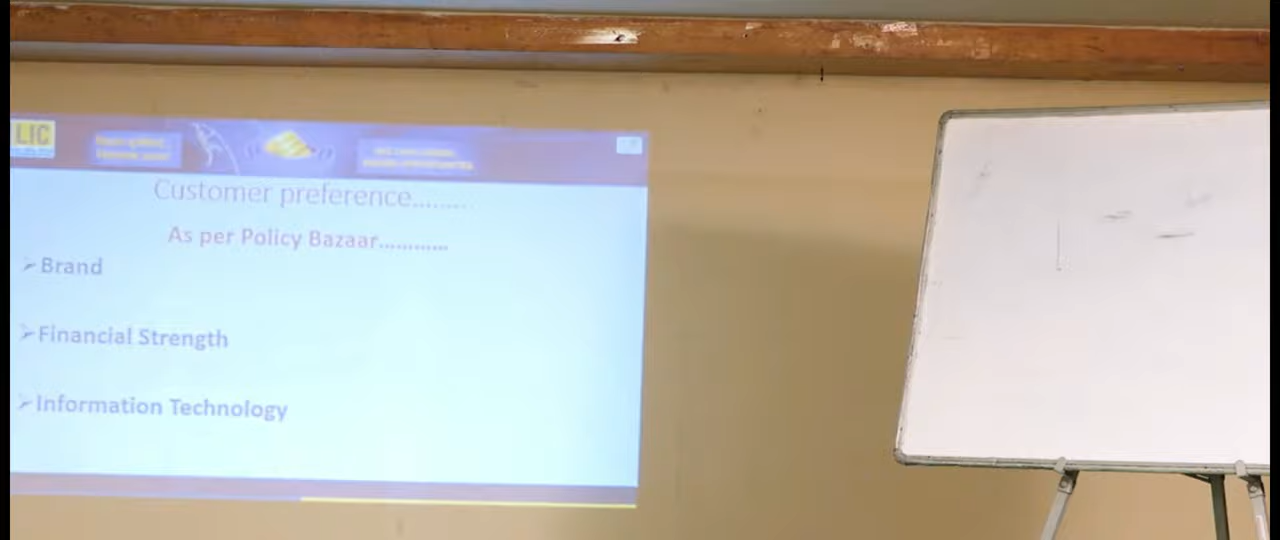 LIC
Customer preference.........
As per Policy Bazaar............
➢Brand
➢Financial Strength
➢Information Technology